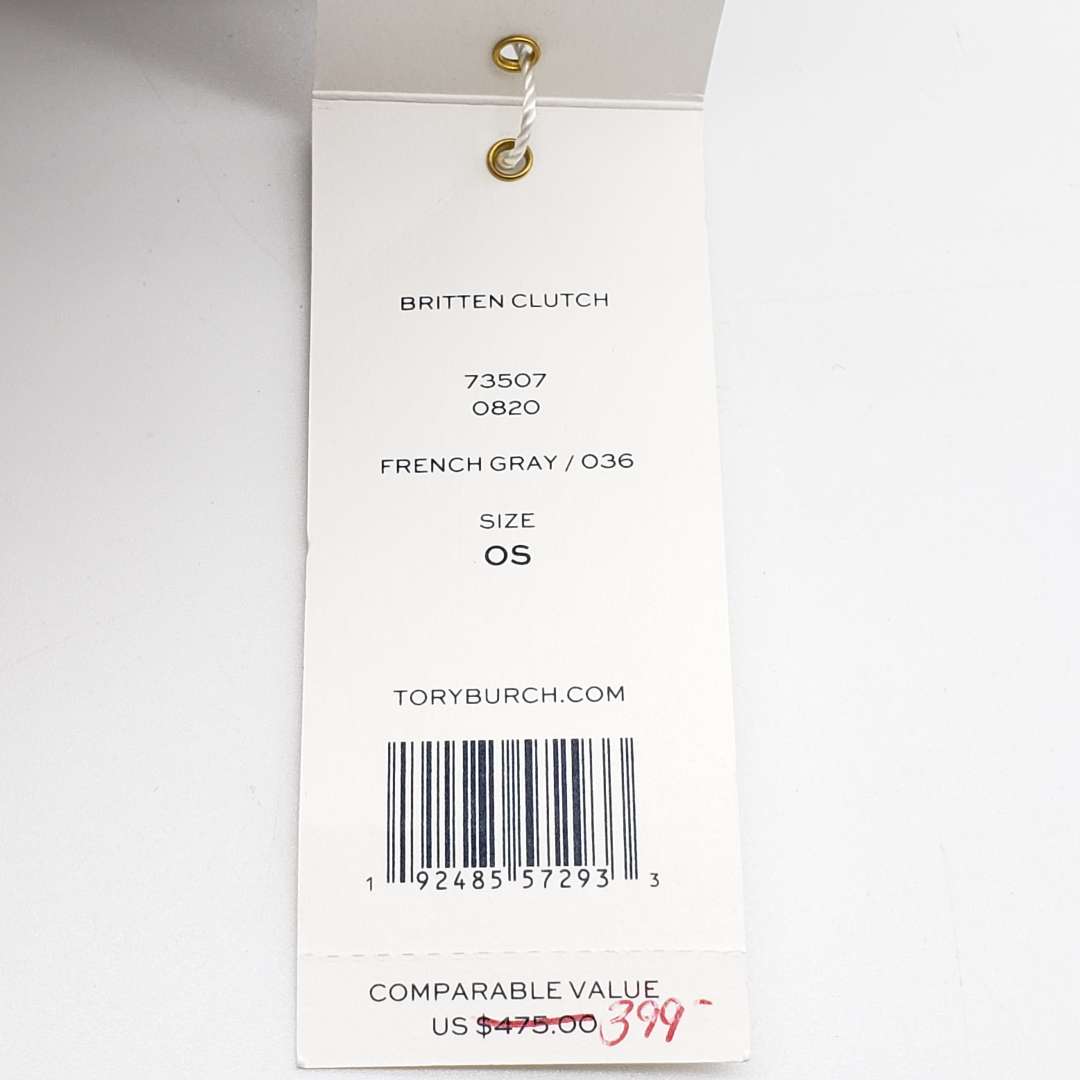 BRITTEN CLUTCH
73507
0820
FRENCH GRAY / 036
SIZE
OS
TORYBURCH.COM
1 92485 57293 3
COMPARABLE VALUE
US $475.00 399-